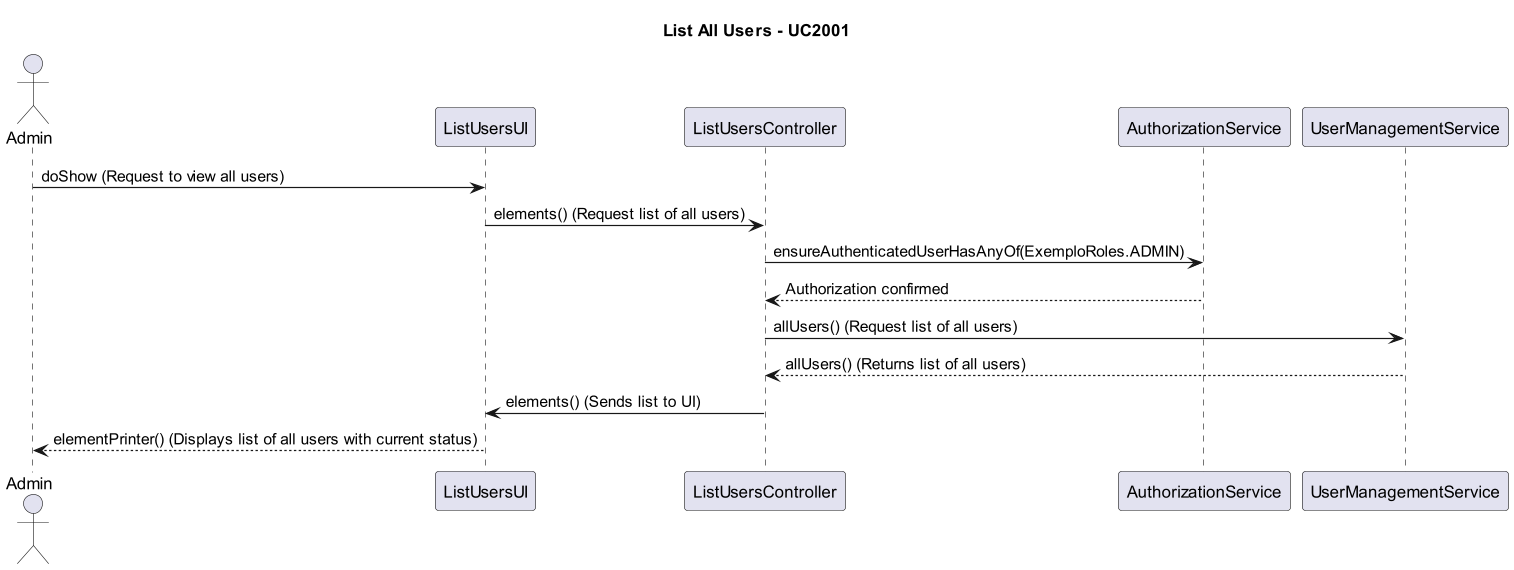 List All Users - UC2001
Admin
ListUsersUI
ListUsersController
AuthorizationService
UserManagementService
doShow (Request to view all users)
elements() (Request list of all users)
ensureAuthenticatedUserHasAnyOf(ExemploRoles.ADMIN)
Authorization confirmed
allUsers() (Request list of all users)
allUsers() (Returns list of all users)
elements() (Sends list to UI)
elementPrinter() (Displays list of all users with current status)
Admin
ListUsersUI
ListUsersController
AuthorizationService
UserManagementService